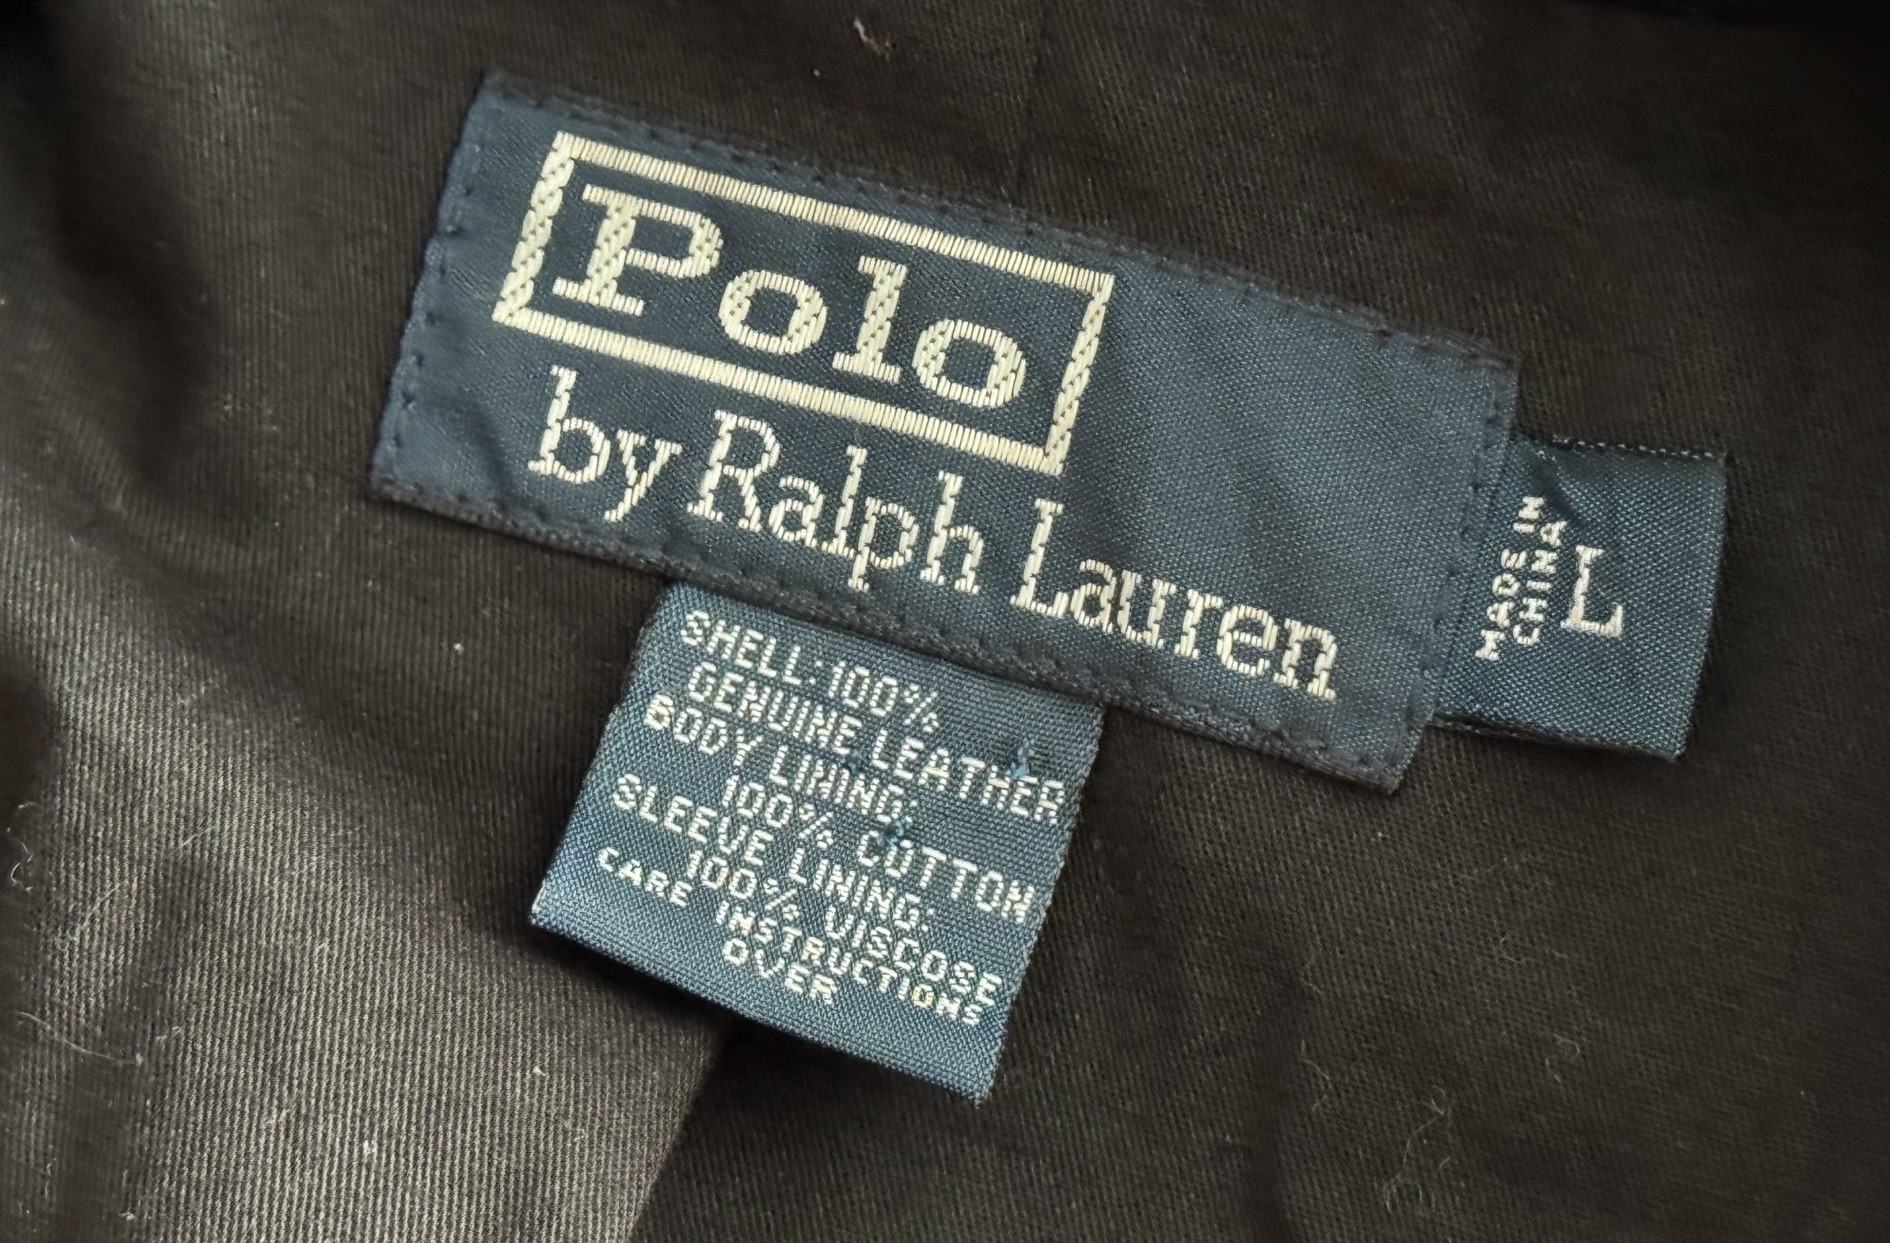 Polo
by Ralph Lauren
MADE IN
CHINA
L
SHELL: 100%
GENUINE LEATHER
BODY LINING:
100% COTTON
SLEEVE LINING:
100% VISCOSE
CARE INSTRUCTIONS
OVER